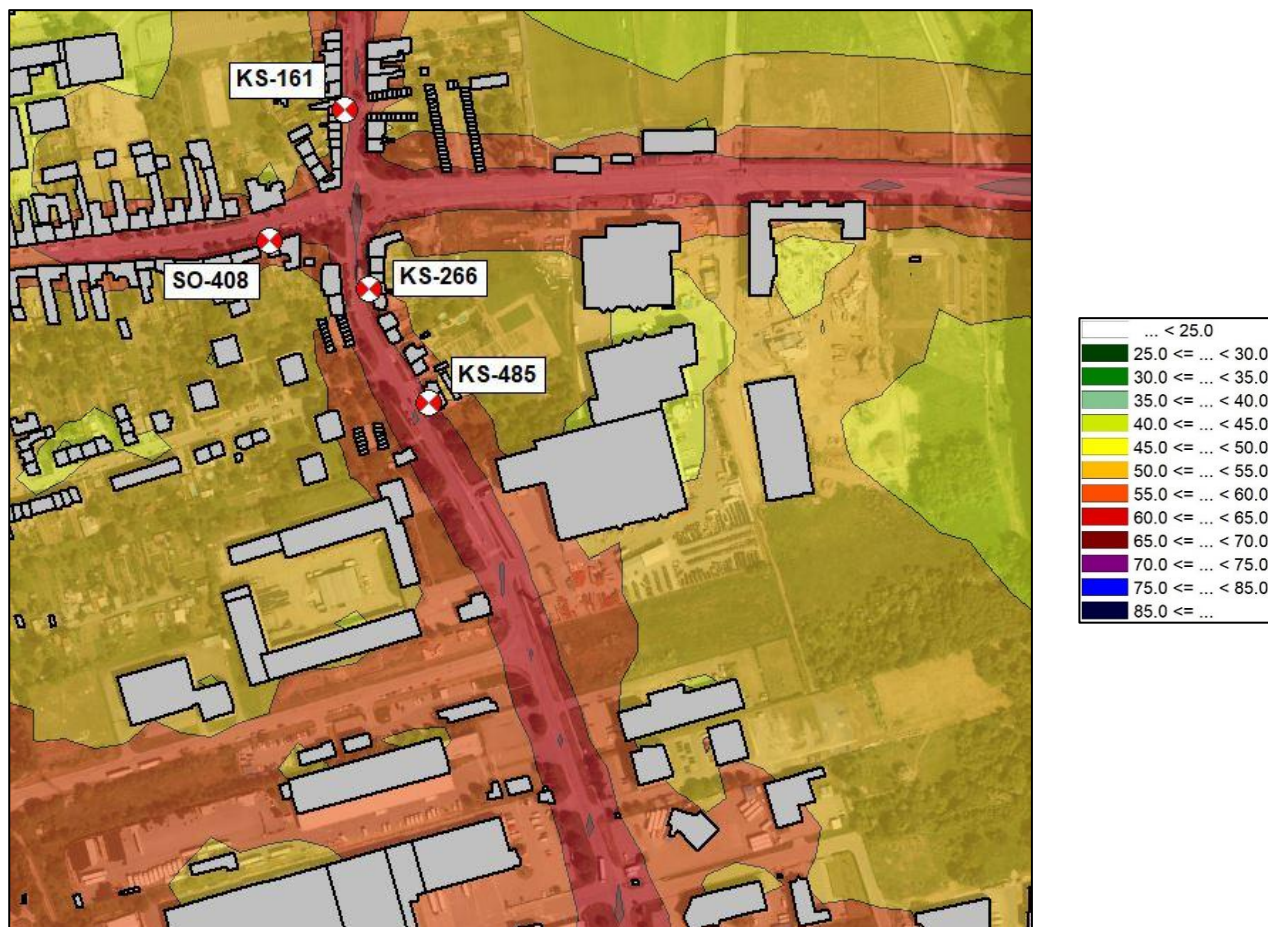 KS-161
SO-408
KS-266
KS-485
... < 25.0
25.0 <= ... < 30.0
30.0 <= ... < 35.0
35.0 <= ... < 40.0
40.0 <= ... < 45.0
45.0 <= ... < 50.0
50.0 <= ... < 55.0
55.0 <= ... < 60.0
60.0 <= ... < 65.0
65.0 <= ... < 70.0
70.0 <= ... < 75.0
75.0 <= ... < 85.0
85.0 <= ...